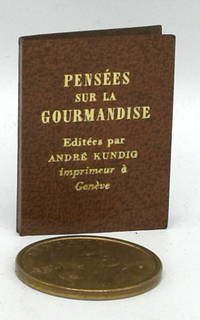 PENSÉES
SUR LA
GOURMANDISE
Editées par
ANDRÉ KUNDIG
imprimeur à
Genève